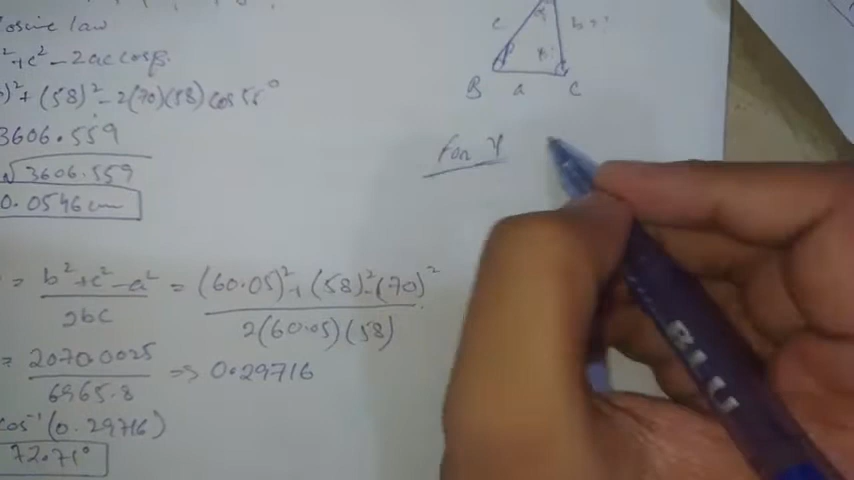 Cosine law
²+c² - 2ac cosβ
)² + (58)² - 2(70)(58) cos 55°
3606.559
√3606.559
0.0546 cm
= b² + c² - a² / 2bc = (60.05)² + (58)² - (70)² / 2(60.05)(58)
= 2070.0025 / 6965.8 => 0.29716
cos⁻¹(0.29716)
72.71°
c
b = ?
B a C
For γ
BLU